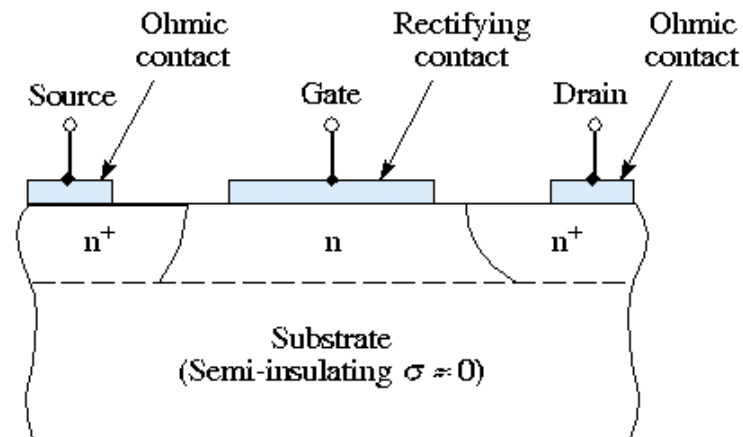 Ohmic
contact
Rectifying
contact
Ohmic
contact
Source
Gate
Drain
n⁺
n
n⁺
Substrate
(Semi-insulating σ ≈ 0)